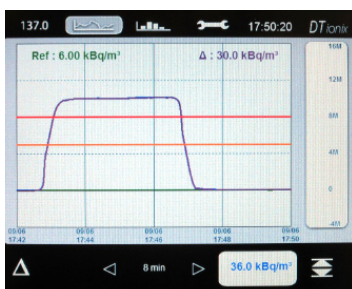 137.0
17:50:20
DTionix
Ref : 6.00 kBq/m³
Δ : 30.0 kBq/m³
16M
12M
8M
4M
0
-4M
09/06 09/06 09/06 09/06 09/06
17:42 17:44 17:46 17:48 17:50
Δ
8 min
36.0 kBq/m³